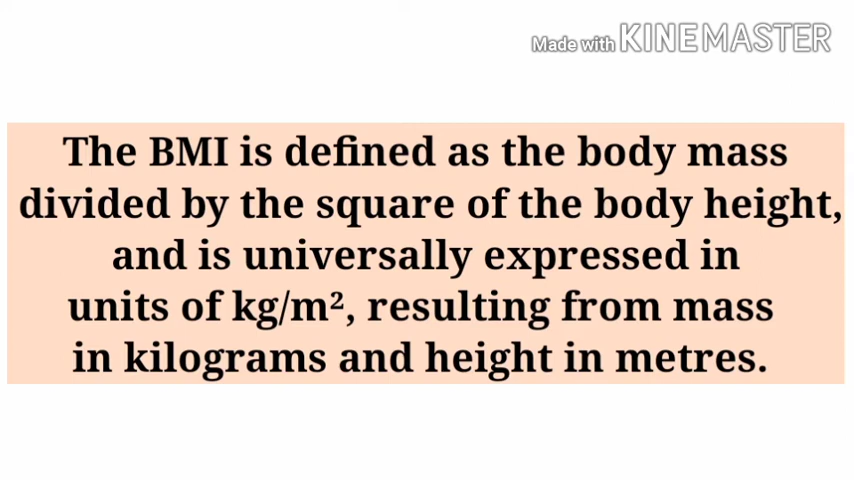 Made with KINEMASTER
The BMI is defined as the body mass
divided by the square of the body height,
and is universally expressed in
units of kg/m², resulting from mass
in kilograms and height in metres.